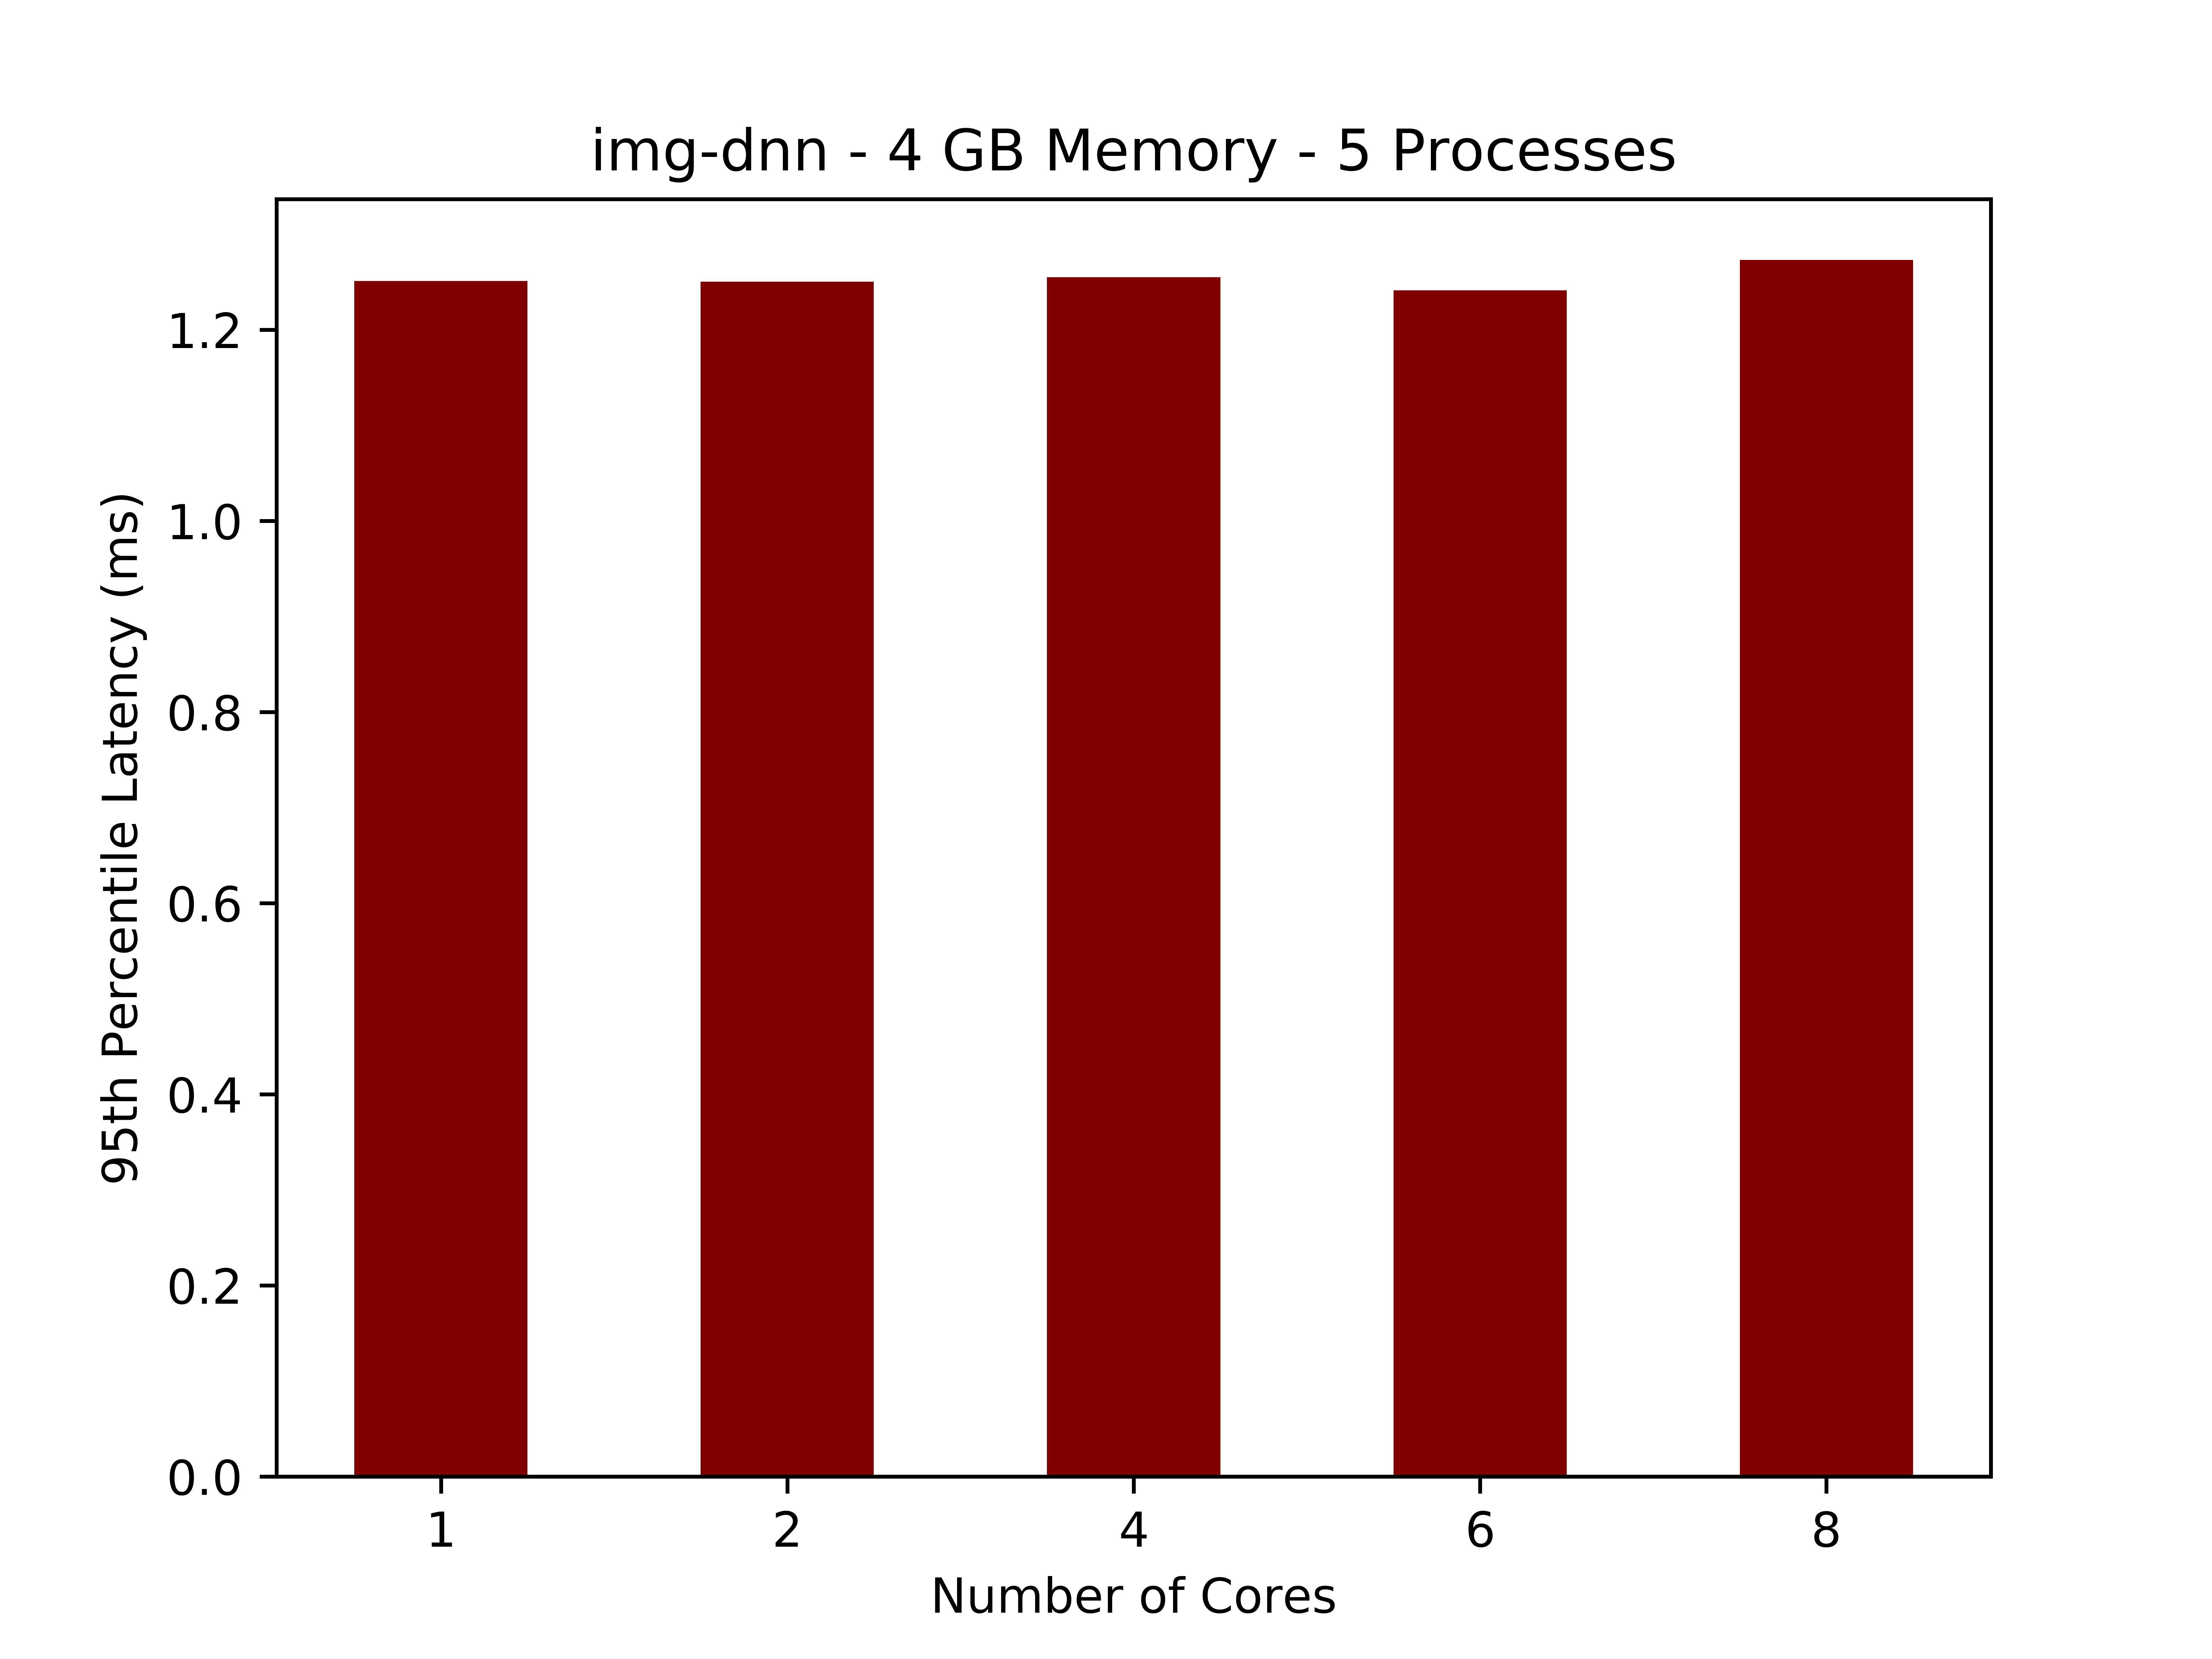 img-dnn - 4 GB Memory - 5 Processes
95th Percentile Latency (ms)
1.2
1.0
0.8
0.6
0.4
0.2
0.0
1 2 4 6 8
Number of Cores